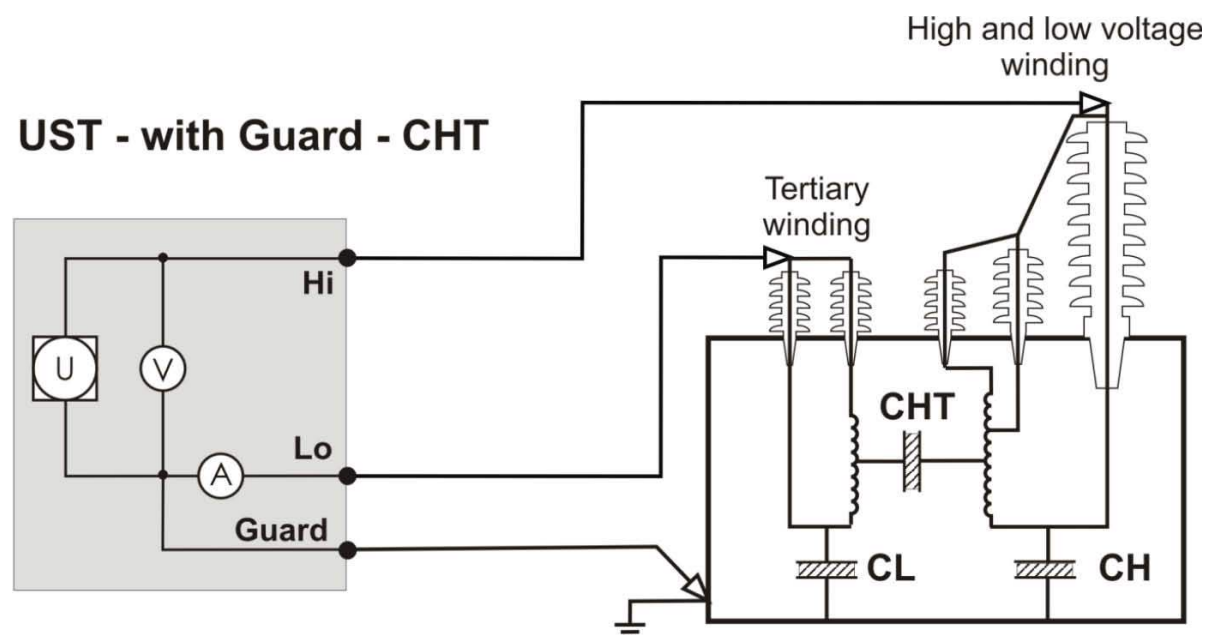 High and low voltage
winding
UST - with Guard - CHT
Tertiary
winding
Hi
U
V
CHT
Lo
A
Guard
CL
CH